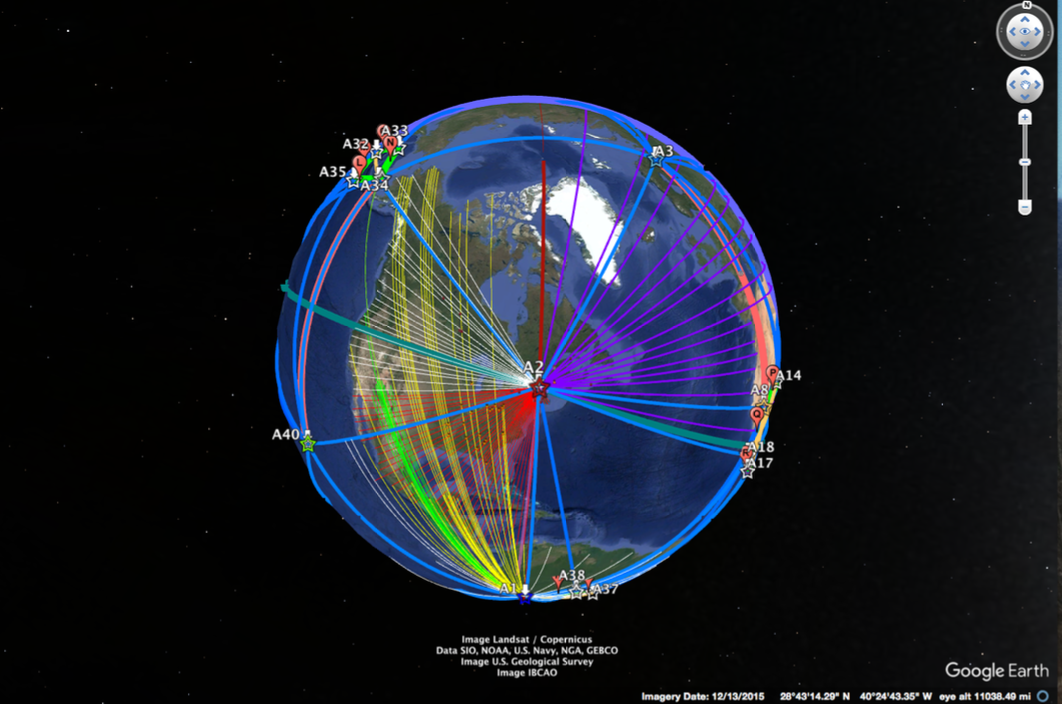 N
A33
A32
N
L
A35
A34
A3
A2
P
A14
A8
Q
A40
A18
R
A17
A38
A1
A37
Image Landsat / Copernicus
Data SIO, NOAA, U.S. Navy, NGA, GEBCO
Image U.S. Geological Survey
Image IBCAO
Google Earth
Imagery Date: 12/13/2015 28°43'14.29" N 40°24'43.35" W eye alt 11038.49 mi